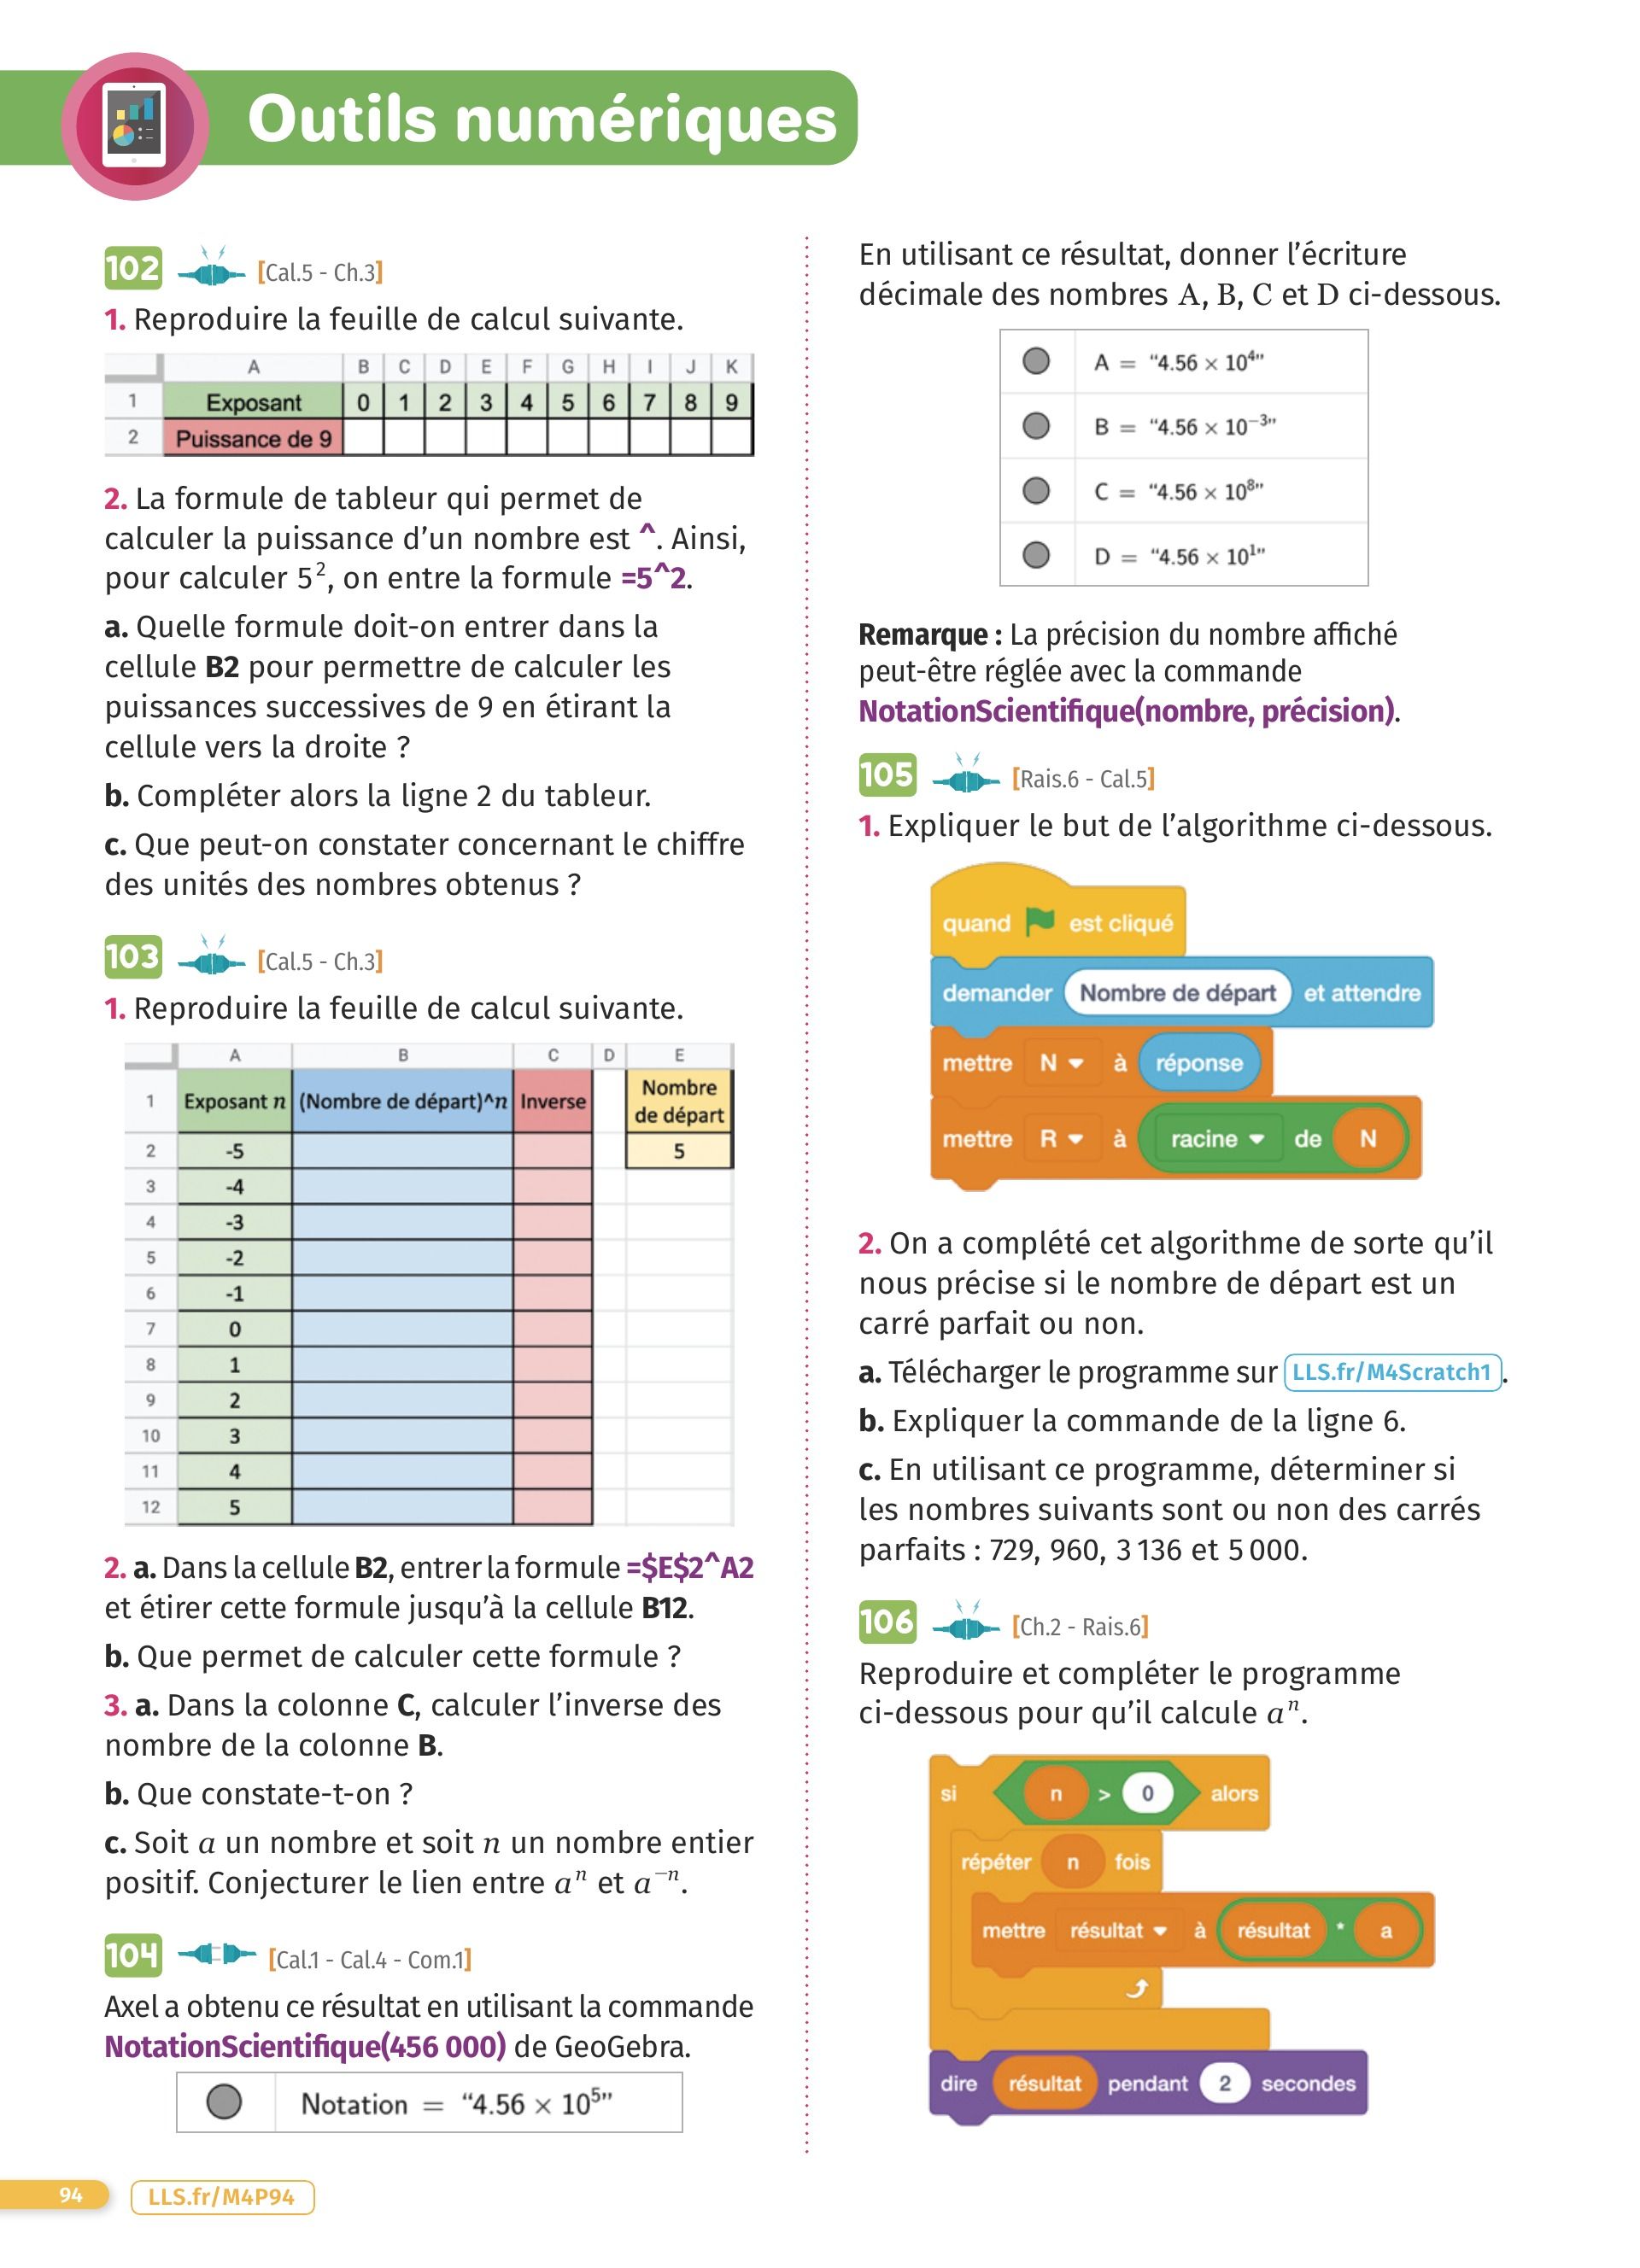 Outils numériques
102 [Cal.5 - Ch.3]
1. Reproduire la feuille de calcul suivante.
A B C D E F G H I J K
1 Exposant 0 1 2 3 4 5 6 7 8 9
2 Puissance de 9
2. La formule de tableur qui permet de
calculer la puissance d’un nombre est ^. Ainsi,
pour calculer 5², on entre la formule =5^2.
a. Quelle formule doit-on entrer dans la
cellule B2 pour permettre de calculer les
puissances successives de 9 en étirant la
cellule vers la droite ?
b. Compléter alors la ligne 2 du tableur.
c. Que peut-on constater concernant le chiffre
des unités des nombres obtenus ?
103 [Cal.5 - Ch.3]
1. Reproduire la feuille de calcul suivante.
A B C D E
1 Exposant n (Nombre de départ)^n Inverse Nombre de départ
2 -5 5
3 -4
4 -3
5 -2
6 -1
7 0
8 1
9 2
10 3
11 4
12 5
2. a. Dans la cellule B2, entrer la formule =$E$2^A2
et étirer cette formule jusqu’à la cellule B12.
b. Que permet de calculer cette formule ?
3. a. Dans la colonne C, calculer l’inverse des
nombre de la colonne B.
b. Que constate-t-on ?
c. Soit a un nombre et soit n un nombre entier
positif. Conjecturer le lien entre aⁿ et a⁻ⁿ.
104 [Cal.1 - Cal.4 - Com.1]
Axel a obtenu ce résultat en utilisant la commande
NotationScientifique(456 000) de GeoGebra.
Notation = “4.56 × 10⁵”
En utilisant ce résultat, donner l’écriture
décimale des nombres A, B, C et D ci-dessous.
A = “4.56 × 10⁴”
B = “4.56 × 10⁻³”
C = “4.56 × 10⁸”
D = “4.56 × 10¹”
Remarque : La précision du nombre affiché
peut-être réglée avec la commande
NotationScientifique(nombre, précision).
105 [Rais.6 - Cal.5]
1. Expliquer le but de l’algorithme ci-dessous.
quand est cliqué
demander Nombre de départ et attendre
mettre N à réponse
mettre R à racine de N
2. On a complété cet algorithme de sorte qu’il
nous précise si le nombre de départ est un
carré parfait ou non.
a. Télécharger le programme sur LLS.fr/M4Scratch1.
b. Expliquer la commande de la ligne 6.
c. En utilisant ce programme, déterminer si
les nombres suivants sont ou non des carrés
parfaits : 729, 960, 3 136 et 5 000.
106 [Ch.2 - Rais.6]
Reproduire et compléter le programme
ci-dessous pour qu’il calcule aⁿ.
si n > 0 alors
répéter n fois
mettre résultat à résultat * a
dire résultat pendant 2 secondes
94 LLS.fr/M4P94